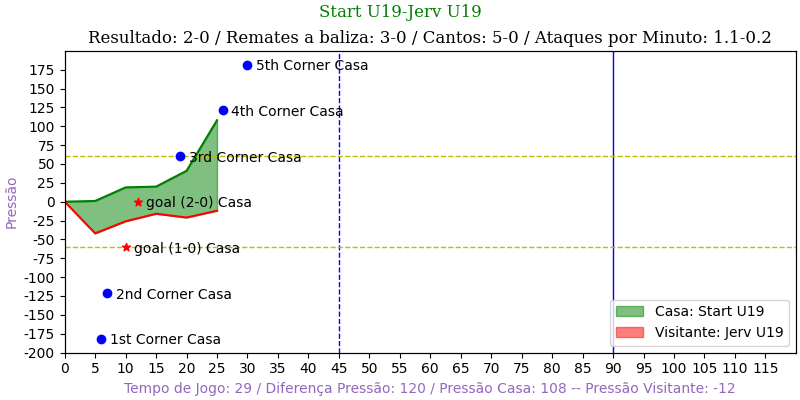 Start U19-Jerv U19
Resultado: 2-0 / Remates a baliza: 3-0 / Cantos: 5-0 / Ataques por Minuto: 1.1-0.2
175
5th Corner Casa
150
125
4th Corner Casa
100
75
3rd Corner Casa
50
25
0
goal (2-0) Casa
-25
-50
goal (1-0) Casa
-75
-100
-125
2nd Corner Casa
-150
-175
1st Corner Casa
-200
Pressão
Casa: Start U19
Visitante: Jerv U19
0 5 10 15 20 25 30 35 40 45 50 55 60 65 70 75 80 85 90 95 100 105 110 115
Tempo de Jogo: 29 / Diferença Pressão: 120 / Pressão Casa: 108 -- Pressão Visitante: -12